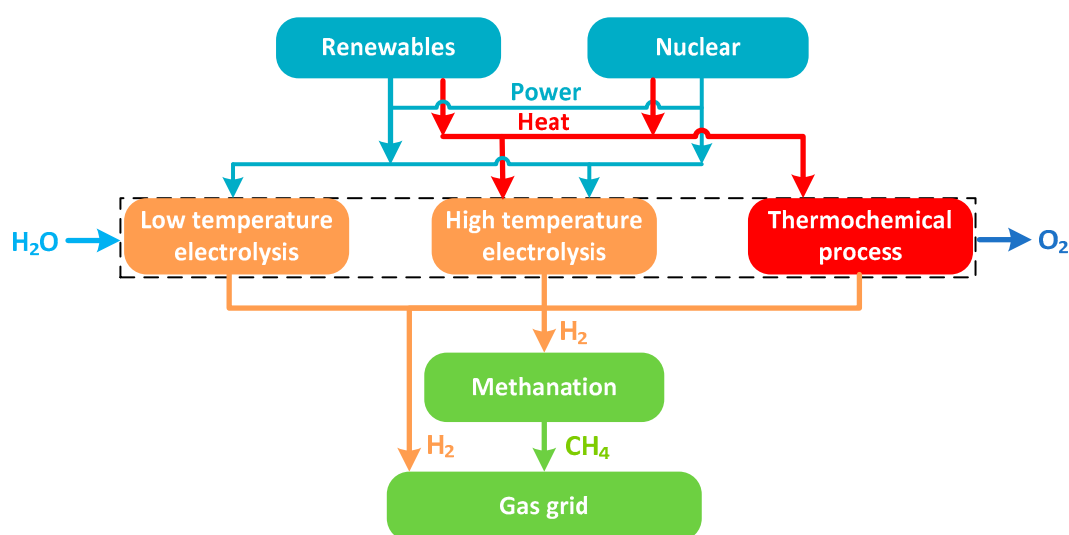 Renewables
Nuclear
Power
Heat
Low temperature
electrolysis
High temperature
electrolysis
Thermochemical
process
H₂O
O₂
H₂
Methanation
H₂
CH₄
Gas grid